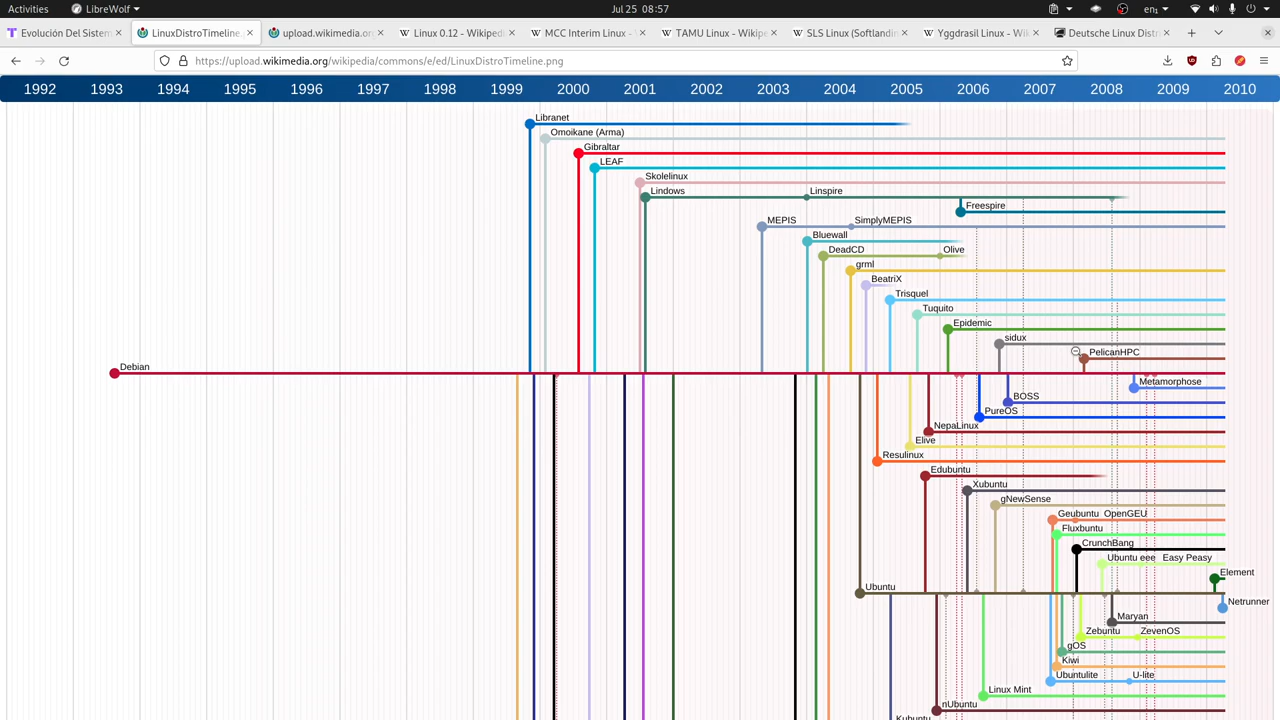 Activities LibreWolf Jul 25 08:57 en₁
Evolución Del Sistem LinuxDistroTimeline. upload.wikimedia.org/ Linux 0.12 - Wikiped MCC Interim Linux - TAMU Linux - Wikipe SLS Linux (Softlandin Yggdrasil Linux - Wi Deutsche Linux Distr
https://upload.wikimedia.org/wikipedia/commons/e/ed/LinuxDistroTimeline.png
1992 1993 1994 1995 1996 1997 1998 1999 2000 2001 2002 2003 2004 2005 2006 2007 2008 2009 2010
Libranet
Omoikane (Arma)
Gibraltar
LEAF
Skolelinux
Lindows Linspire
Freespire
MEPIS SimplyMEPIS
Bluewall
DeadCD Olive
grml
BeatriX
Trisquel
Tuquito
Epidemic
sidux
PelicanHPC
Debian
Metamorphose
BOSS
PureOS
NepaLinux
Elive
Resulinux
Edubuntu
Xubuntu
gNewSense
Geubuntu OpenGEU
Fluxbuntu
CrunchBang
Ubuntu eee Easy Peasy
Element
Ubuntu
Netrunner
Maryan
Zebuntu ZevenOS
gOS
Kiwi
Ubuntulite U-lite
Linux Mint
nUbuntu
Kubuntu